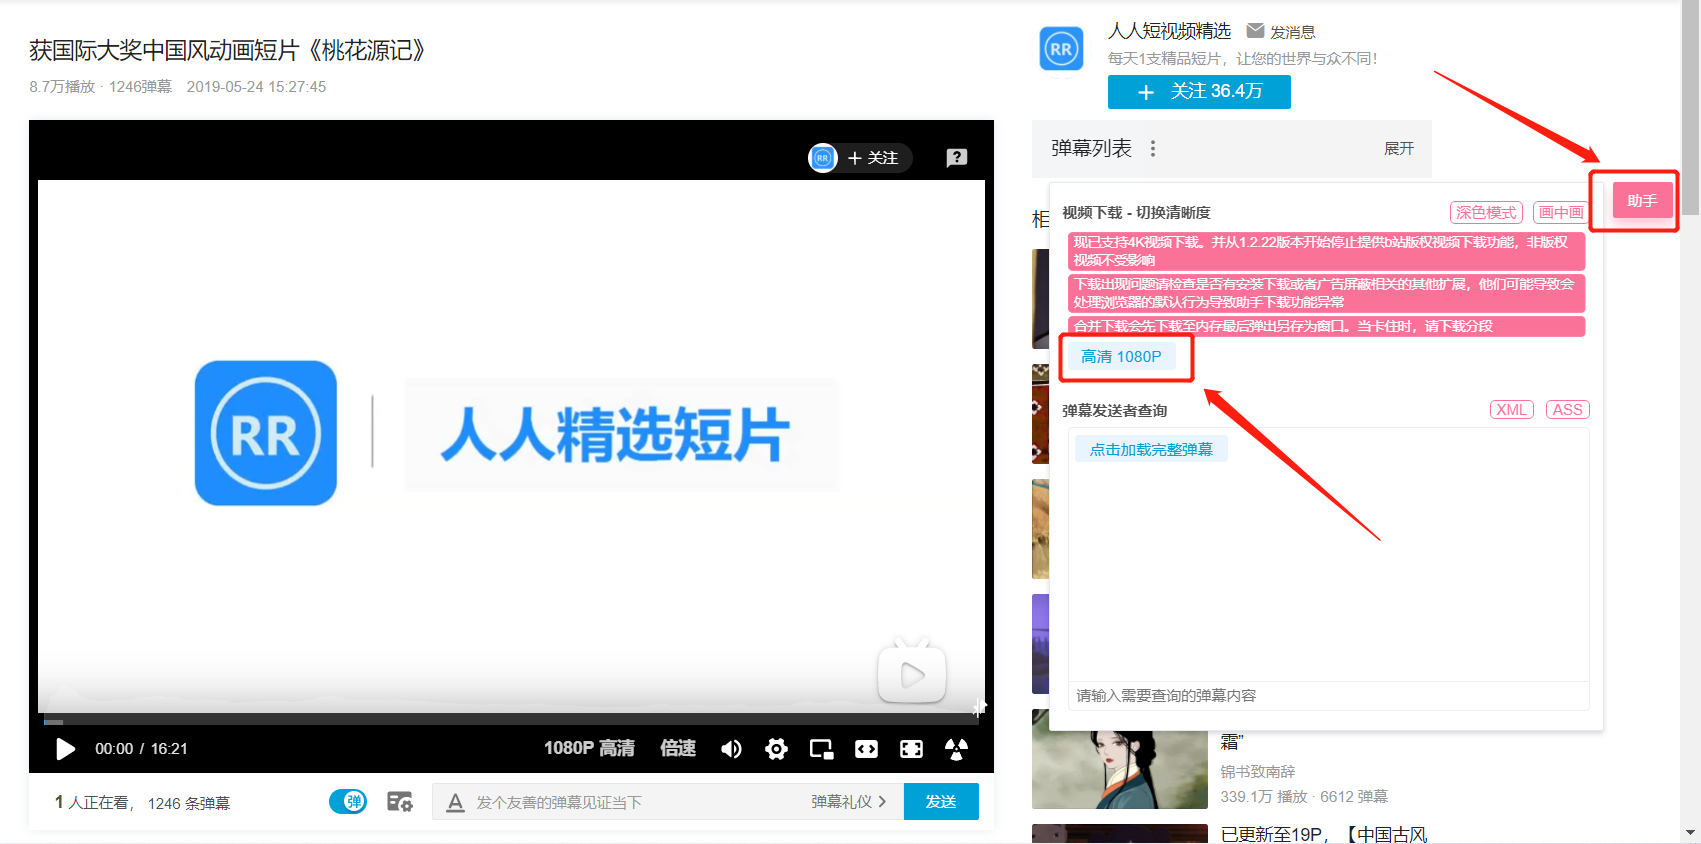 获国际大奖中国风动画短片《桃花源记》
8.7万播放 · 1246弹幕 2019-05-24 15:27:45
RR
+ 关注
?
RR
人人精选短片
00:00 / 16:21
1080P 高清
倍速
1 人正在看， 1246 条弹幕
弹
A 发个友善的弹幕见证当下
弹幕礼仪 >
发送
RR
人人短视频精选
发消息
每天1支精品短片，让您的世界与众不同！
+ 关注 36.4万
弹幕列表
展开
相
助手
视频下载 - 切换清晰度
深色模式
画中画
现已支持4K视频下载。并从1.2.22版本开始停止提供b站版权视频下载功能，非版权
视频不受影响
下载出现问题请检查是否有安装下载或者广告屏蔽相关的其他扩展，他们可能导致会
处理浏览器的默认行为导致助手下载功能异常
合并下载会先下载至内存最后弹出另存为窗口。当卡住时，请下载分段
高清 1080P
弹幕发送者查询
XML
ASS
点击加载完整弹幕
请输入需要查询的弹幕内容
霜”
锦书致南辞
339.1万 播放 · 6612 弹幕
已更新至19P，【中国古风